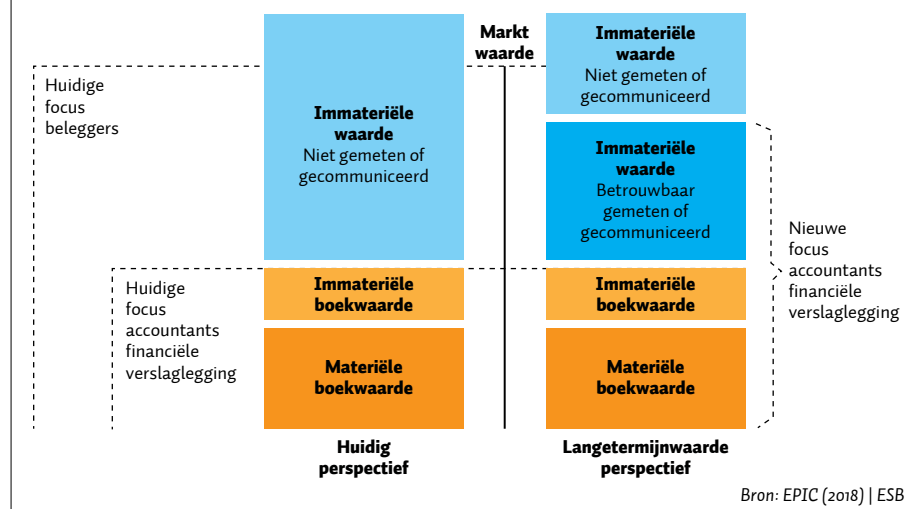 Huidige
focus
beleggers
Huidige
focus
accountants
financiële
verslaglegging
Immateriële
waarde
Niet gemeten of
gecommuniceerd
Immateriële
boekwaarde
Materiële
boekwaarde
Huidig
perspectief
Markt
waarde
Immateriële
waarde
Niet gemeten of
gecommuniceerd
Immateriële
waarde
Betrouwbaar
gemeten of
gecommuniceerd
Immateriële
boekwaarde
Materiële
boekwaarde
Langetermijnwaarde
perspectief
Nieuwe
focus
accountants
financiële
verslaglegging
Bron: EPIC (2018) | ESB